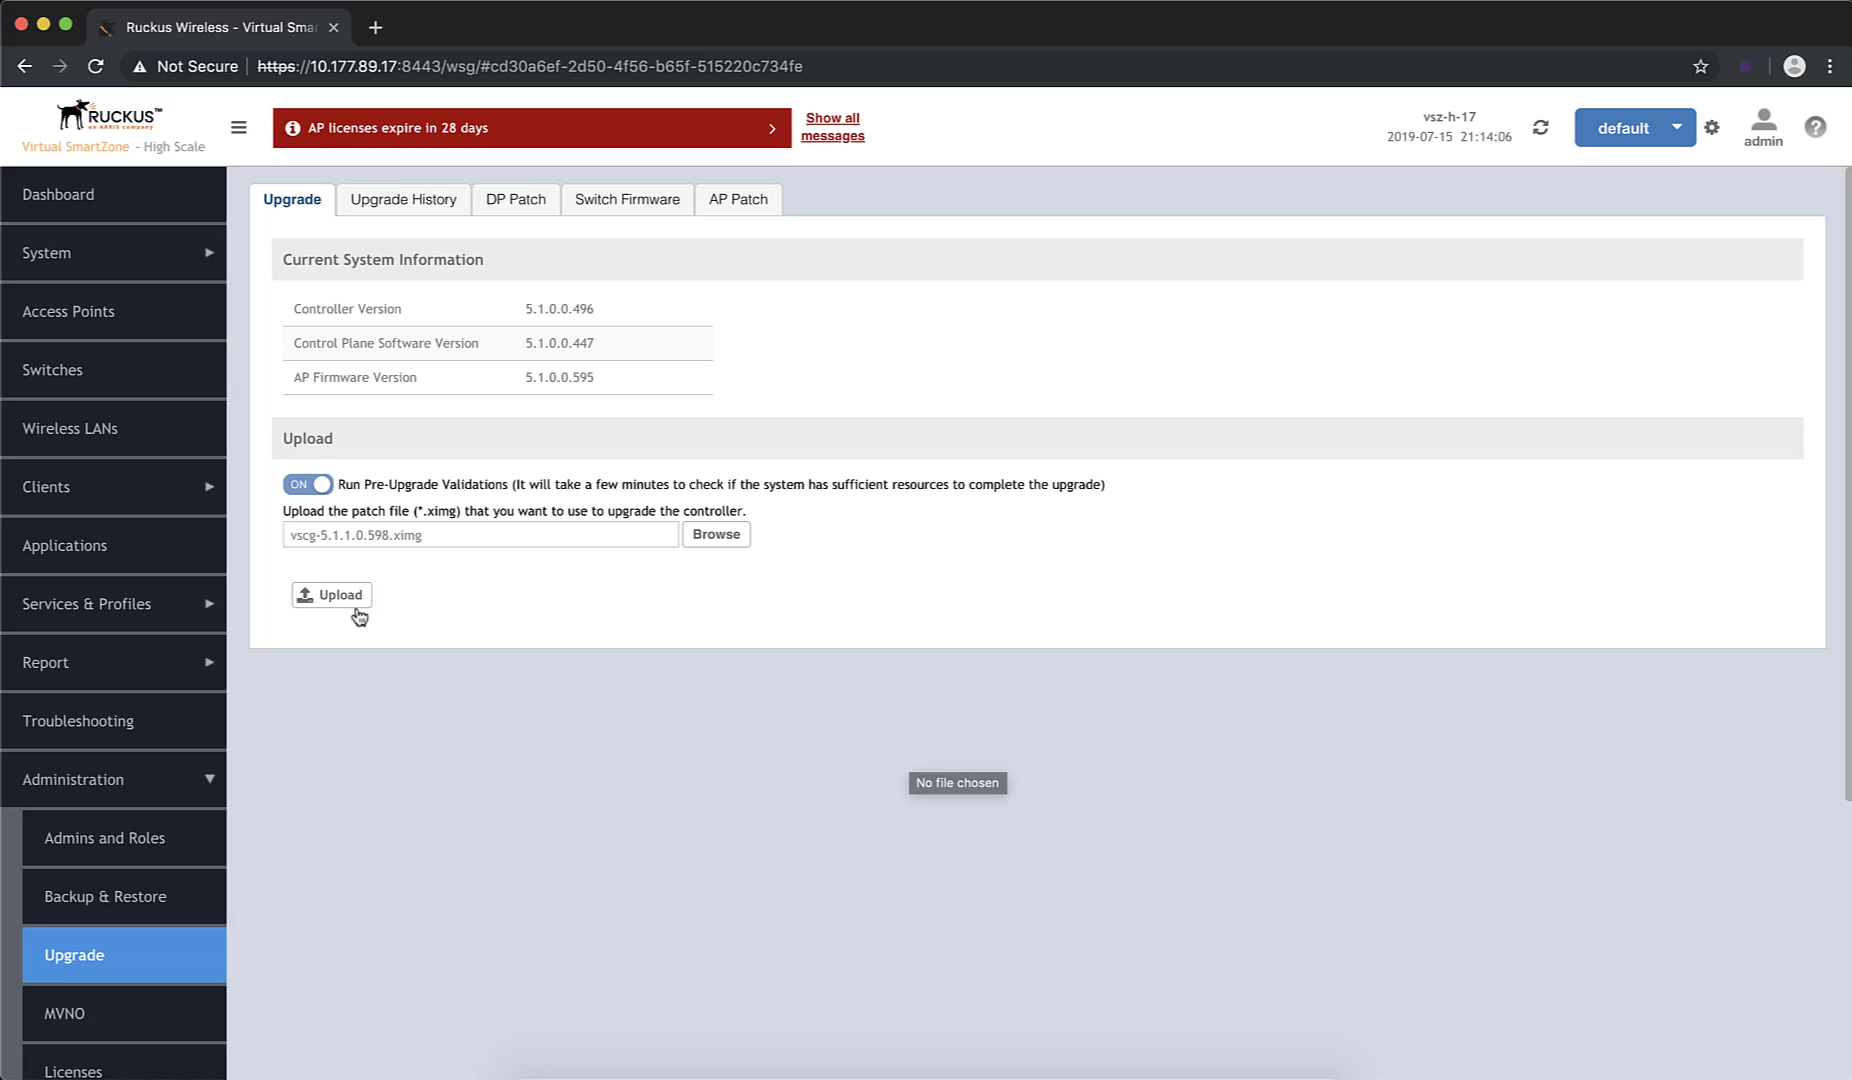 Ruckus Wireless - Virtual Smar
Not Secure
https://10.177.89.17:8443/wsg/#cd30a6ef-2d50-4f56-b65f-515220c734fe
RUCKUS™
an ARRIS company
Virtual SmartZone - High Scale
AP licenses expire in 28 days
Show all
messages
vsz-h-17
2019-07-15 21:14:06
default
admin
Dashboard
System
Access Points
Switches
Wireless LANs
Clients
Applications
Services & Profiles
Report
Troubleshooting
Administration
Admins and Roles
Backup & Restore
Upgrade
MVNO
Licenses
Upgrade
Upgrade History
DP Patch
Switch Firmware
AP Patch
Current System Information
Controller Version 5.1.0.0.496
Control Plane Software Version 5.1.0.0.447
AP Firmware Version 5.1.0.0.595
Upload
ON Run Pre-Upgrade Validations (It will take a few minutes to check if the system has sufficient resources to complete the upgrade)
Upload the patch file (*.ximg) that you want to use to upgrade the controller.
vscg-5.1.1.0.598.ximg
Browse
Upload
No file chosen